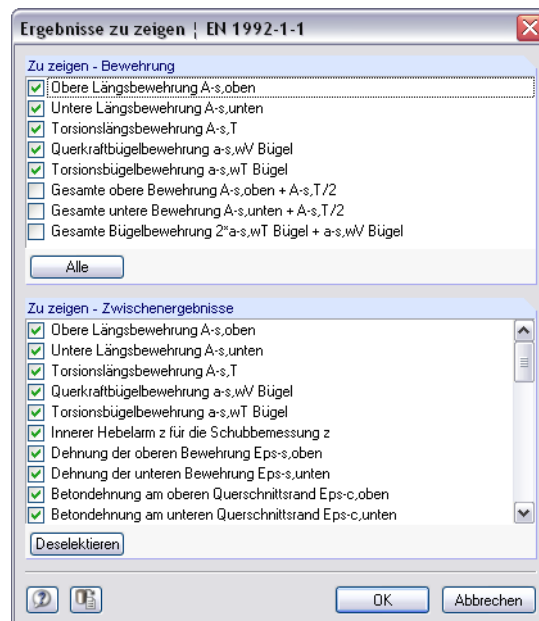 Ergebnisse zu zeigen ¦ EN 1992-1-1
Zu zeigen - Bewehrung
Obere Längsbewehrung A-s,oben
Untere Längsbewehrung A-s,unten
Torsionslängsbewehrung A-s,T
Querkraftbügelbewehrung a-s,wV Bügel
Torsionsbügelbewehrung a-s,wT Bügel
Gesamte obere Bewehrung A-s,oben + A-s,T/2
Gesamte untere Bewehrung A-s,unten + A-s,T/2
Gesamte Bügelbewehrung 2*a-s,wT Bügel + a-s,wV Bügel
Alle
Zu zeigen - Zwischenergebnisse
Obere Längsbewehrung A-s,oben
Untere Längsbewehrung A-s,unten
Torsionslängsbewehrung A-s,T
Querkraftbügelbewehrung a-s,wV Bügel
Torsionsbügelbewehrung a-s,wT Bügel
Innerer Hebelarm z für die Schubbemessung z
Dehnung der oberen Bewehrung Eps-s,oben
Dehnung der unteren Bewehrung Eps-s,unten
Betondehnung am oberen Querschnittsrand Eps-c,oben
Betondehnung am unteren Querschnittsrand Eps-c,unten
Deselektieren
OK Abbrechen